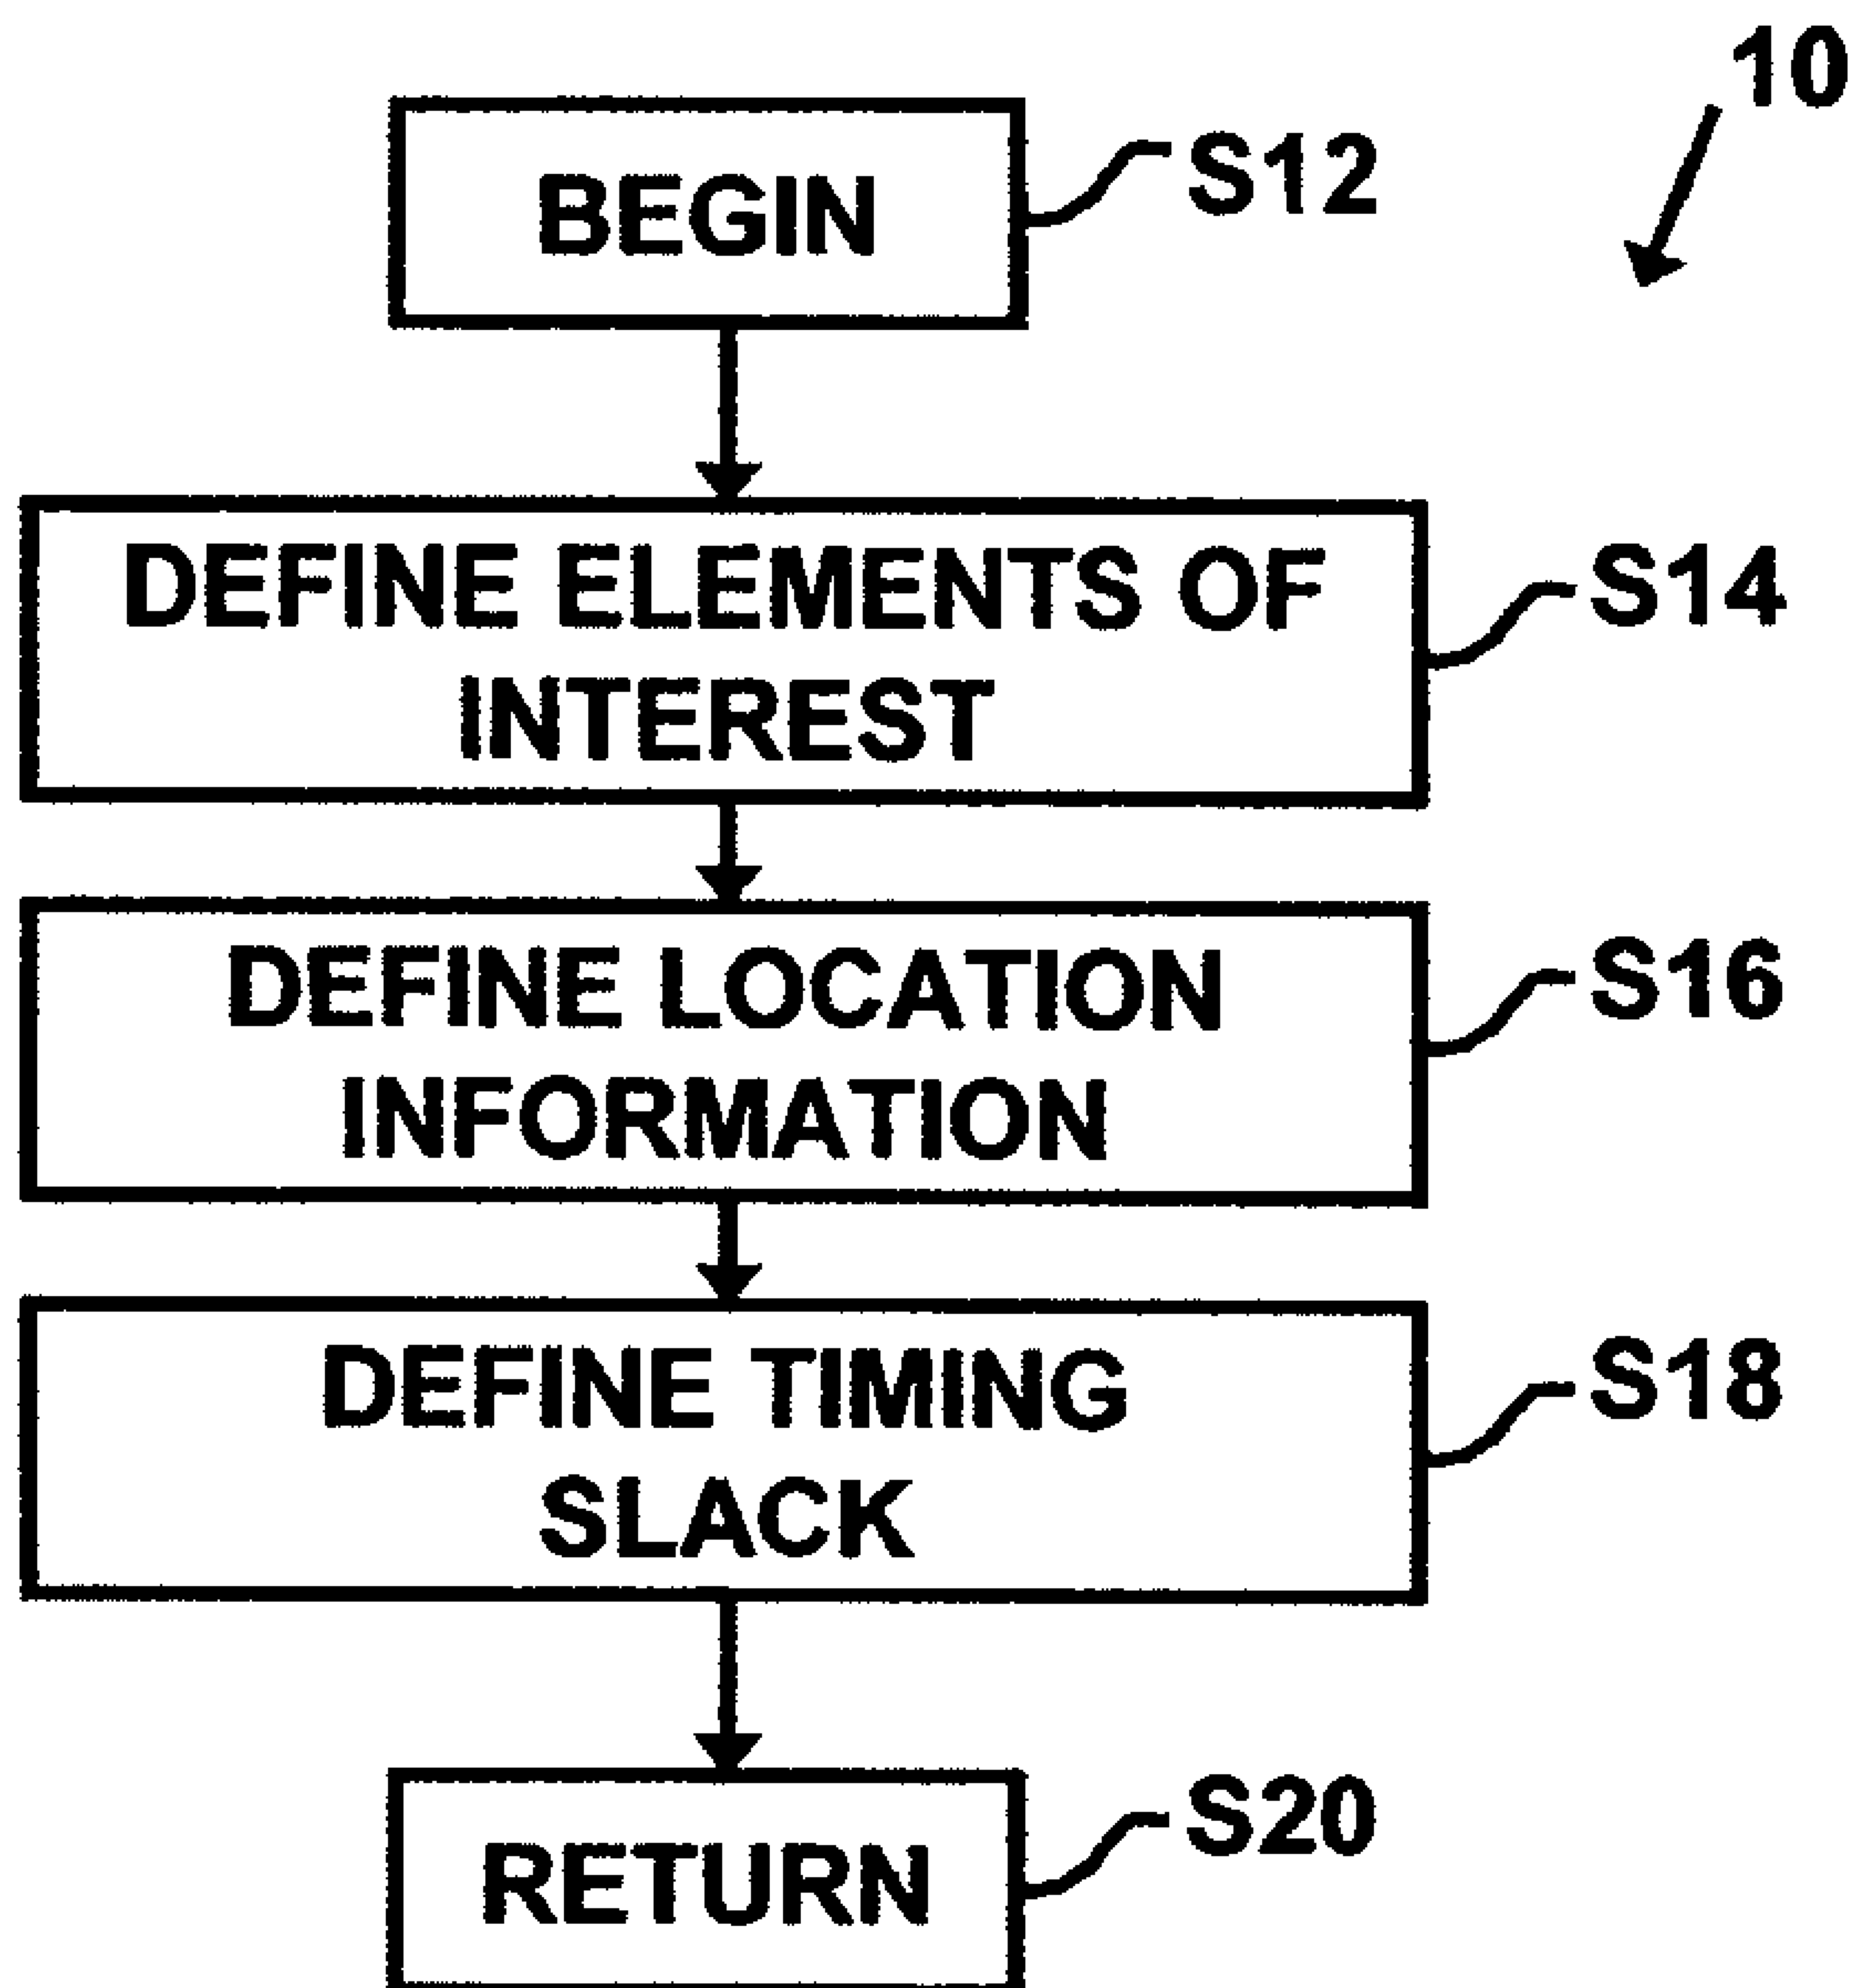 10
BEGIN
S12
DEFINE ELEMENTS OF
INTEREST
S14
DEFINE LOCATION
INFORMATION
S16
DEFINE TIMING
SLACK
S18
RETURN
S20